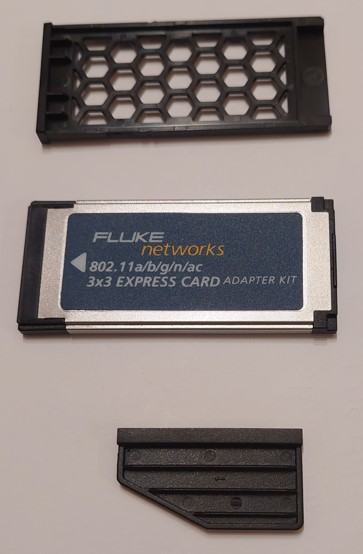 FLUKE
networks
802.11a/b/g/n/ac
3x3 EXPRESS CARD ADAPTER KIT